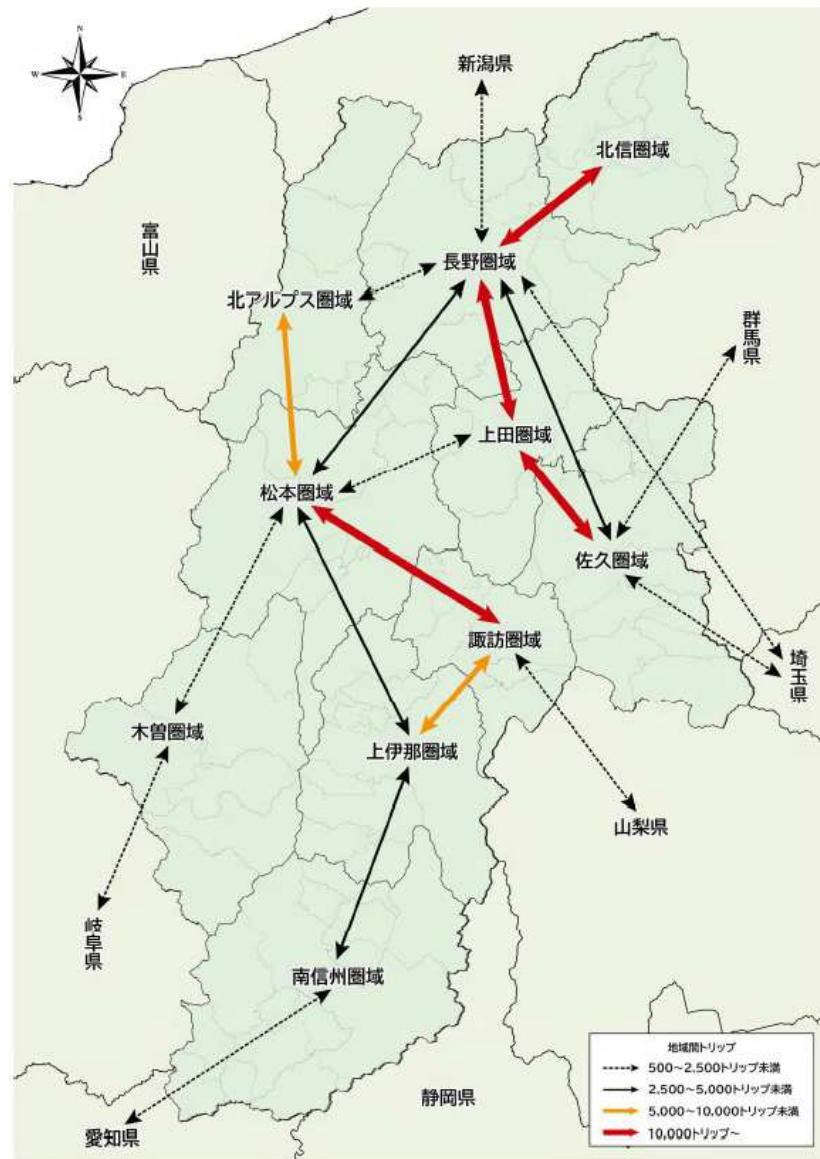 N
W
E
S
新潟県
北信圏域
富山県
長野圏域
北アルプス圏域
群馬県
上田圏域
松本圏域
佐久圏域
諏訪圏域
埼玉県
木曽圏域
上伊那圏域
山梨県
岐阜県
南信州圏域
静岡県
愛知県
地域間トリップ
500～2,500トリップ未満
2,500～5,000トリップ未満
5,000～10,000トリップ未満
10,000トリップ～